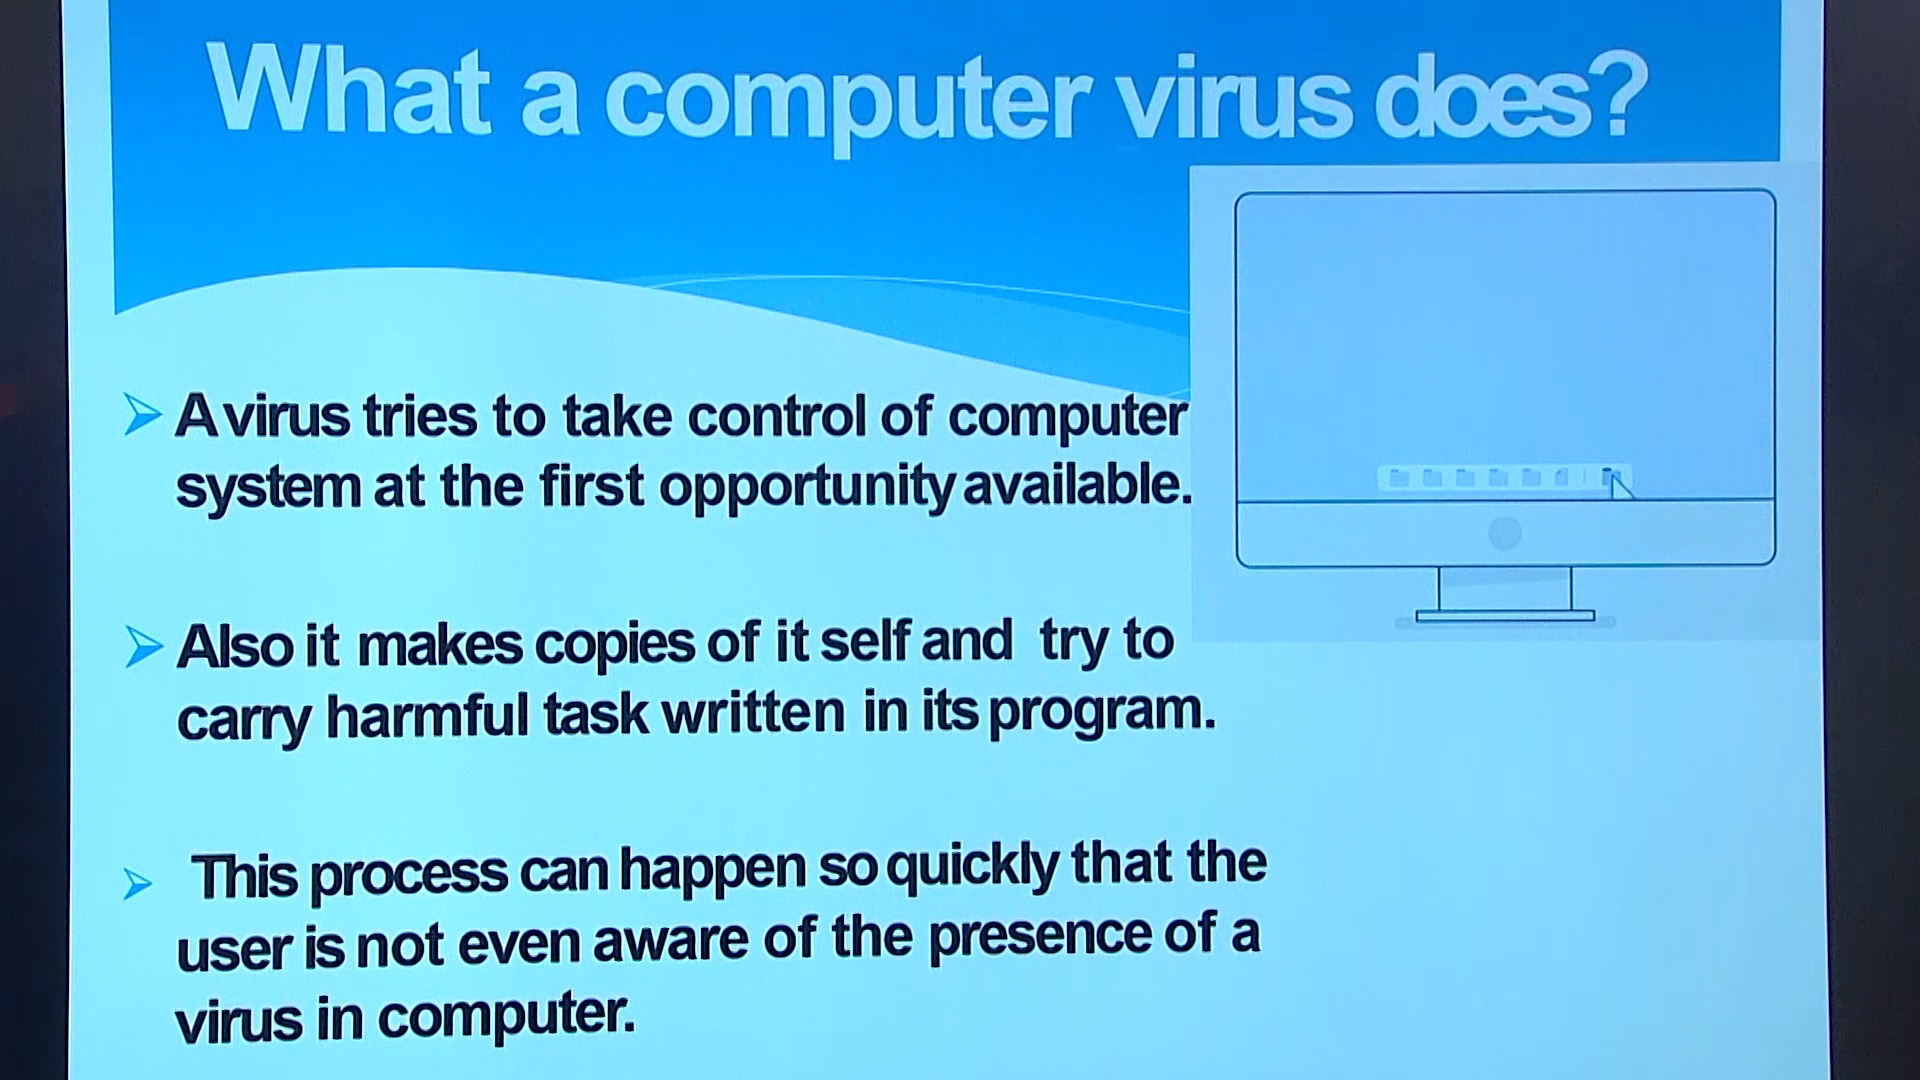 What a computer virus does?
A virus tries to take control of computer
system at the first opportunity available.
Also it makes copies of it self and try to
carry harmful task written in its program.
This process can happen so quickly that the
user is not even aware of the presence of a
virus in computer.